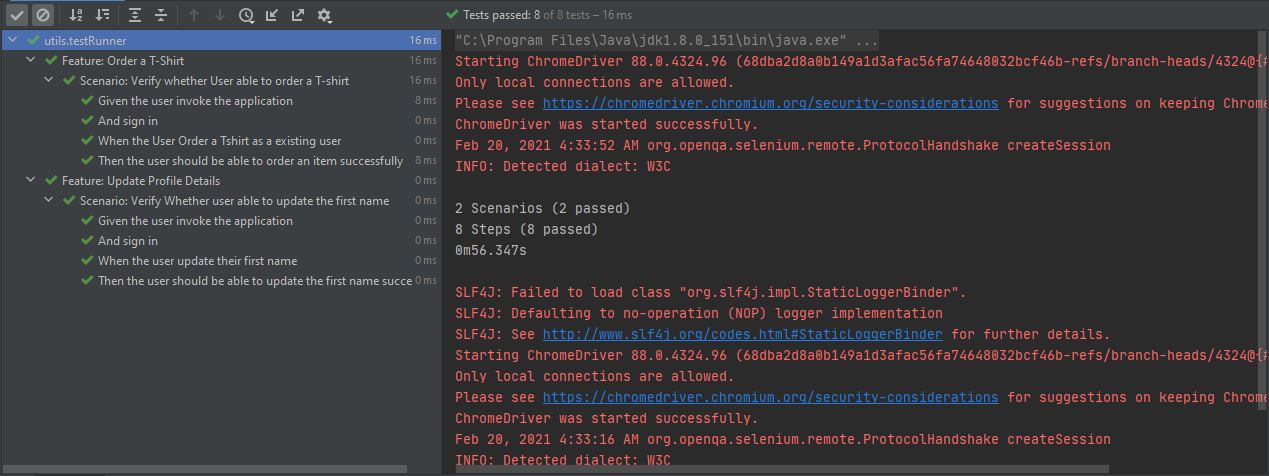 Tests passed: 8 of 8 tests – 16 ms
utils.testRunner 16 ms
Feature: Order a T-Shirt 16 ms
Scenario: Verify whether User able to order a T-shirt 16 ms
Given the user invoke the application 8 ms
And sign in 0 ms
When the User Order a Tshirt as a existing user 0 ms
Then the user should be able to order an item successfully 8 ms
Feature: Update Profile Details 0 ms
Scenario: Verify Whether user able to update the first name 0 ms
Given the user invoke the application 0 ms
And sign in 0 ms
When the user update their first name 0 ms
Then the user should be able to update the first name succe 0 ms
"C:\Program Files\Java\jdk1.8.0_151\bin\java.exe" ...
Starting ChromeDriver 88.0.4324.96 (68dba2d8a0b149a1d3afac56fa74648032bcf46b-refs/branch-heads/4324@{#
Only local connections are allowed.
Please see https://chromedriver.chromium.org/security-considerations for suggestions on keeping Chrome
ChromeDriver was started successfully.
Feb 20, 2021 4:33:52 AM org.openqa.selenium.remote.ProtocolHandshake createSession
INFO: Detected dialect: W3C
2 Scenarios (2 passed)
8 Steps (8 passed)
0m56.347s
SLF4J: Failed to load class "org.slf4j.impl.StaticLoggerBinder".
SLF4J: Defaulting to no-operation (NOP) logger implementation
SLF4J: See http://www.slf4j.org/codes.html#StaticLoggerBinder for further details.
Starting ChromeDriver 88.0.4324.96 (68dba2d8a0b149a1d3afac56fa74648032bcf46b-refs/branch-heads/4324@{#
Only local connections are allowed.
Please see https://chromedriver.chromium.org/security-considerations for suggestions on keeping Chrome
ChromeDriver was started successfully.
Feb 20, 2021 4:33:16 AM org.openqa.selenium.remote.ProtocolHandshake createSession
INFO: Detected dialect: W3C